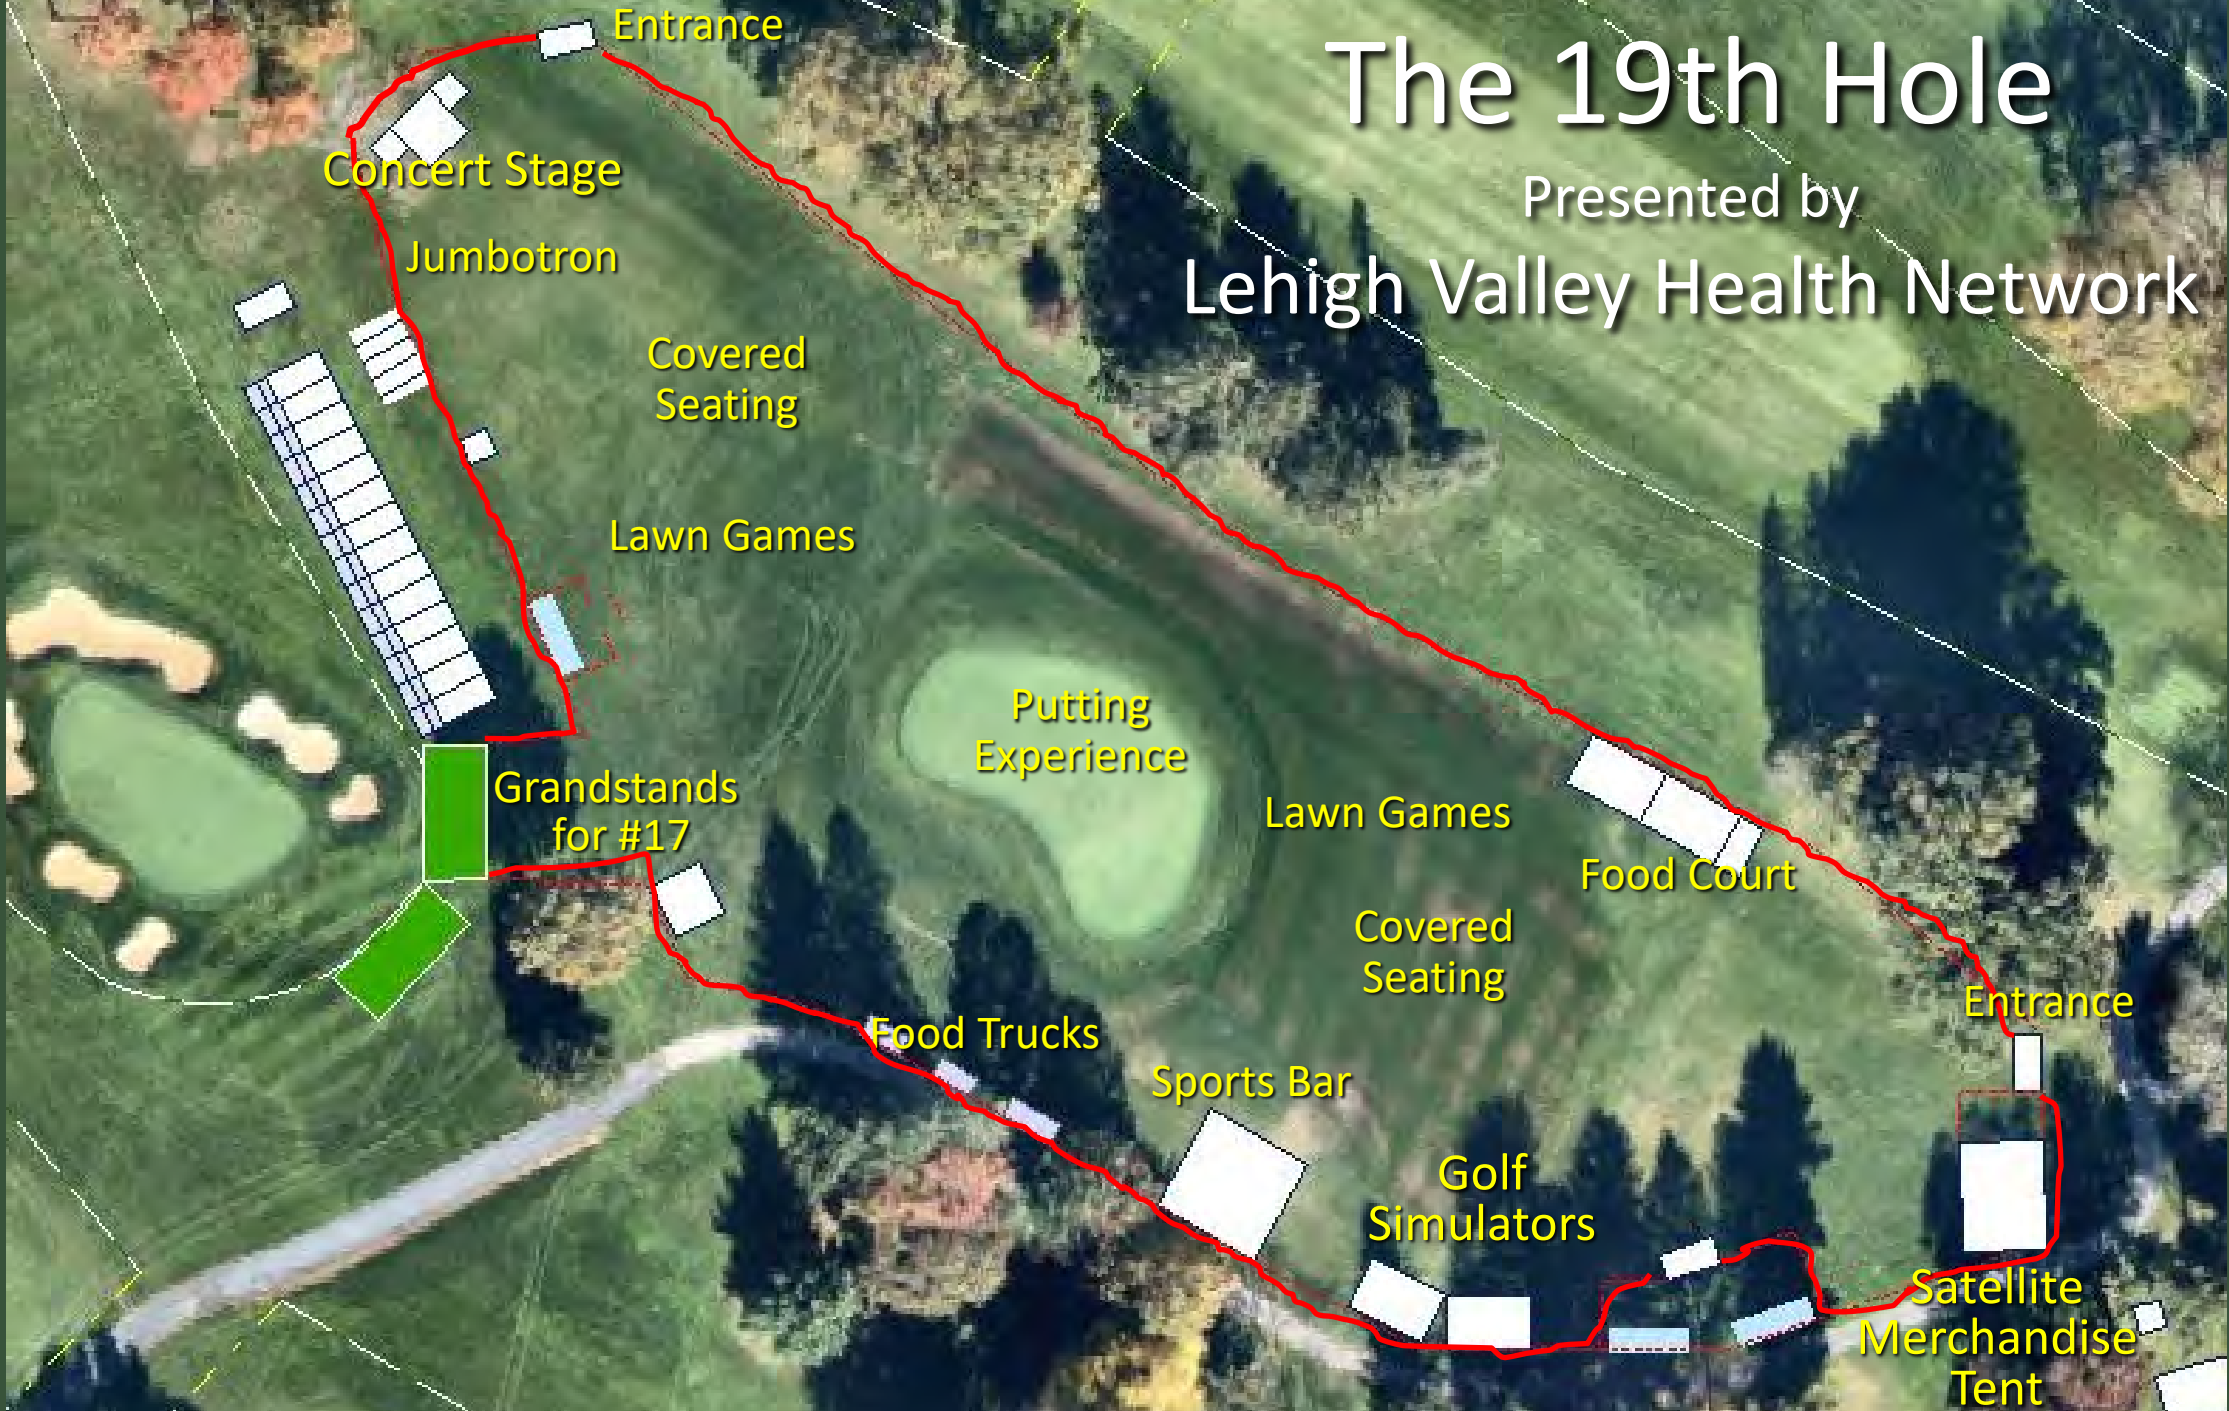 Entrance
The 19th Hole
Presented by
Lehigh Valley Health Network
Concert Stage
Jumbotron
Covered
Seating
Lawn Games
Putting
Experience
Grandstands
for #17
Lawn Games
Food Court
Covered
Seating
Entrance
Food Trucks
Sports Bar
Golf
Simulators
Satellite
Merchandise
Tent